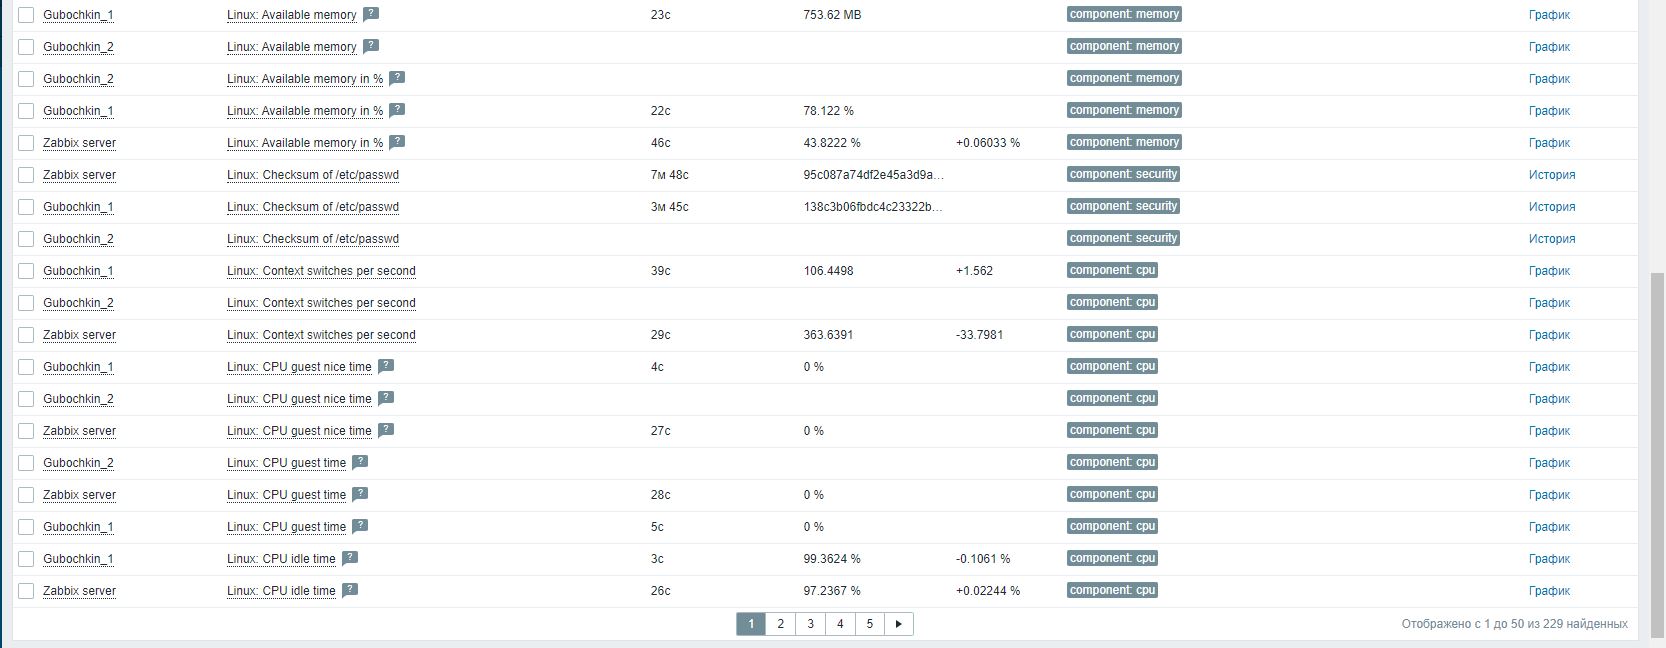 Gubochkin_1 Linux: Available memory ? 23с 753.62 MB component: memory График
Gubochkin_2 Linux: Available memory ? component: memory График
Gubochkin_2 Linux: Available memory in % ? component: memory График
Gubochkin_1 Linux: Available memory in % ? 22с 78.122 % component: memory График
Zabbix server Linux: Available memory in % ? 46с 43.8222 % +0.06033 % component: memory График
Zabbix server Linux: Checksum of /etc/passwd 7м 48с 95c087a74df2e45a3d9a... component: security История
Gubochkin_1 Linux: Checksum of /etc/passwd 3м 45с 138c3b06fbdc4c23322b... component: security История
Gubochkin_2 Linux: Checksum of /etc/passwd component: security История
Gubochkin_1 Linux: Context switches per second 39с 106.4498 +1.562 component: cpu График
Gubochkin_2 Linux: Context switches per second component: cpu График
Zabbix server Linux: Context switches per second 29с 363.6391 -33.7981 component: cpu График
Gubochkin_1 Linux: CPU guest nice time ? 4с 0 % component: cpu График
Gubochkin_2 Linux: CPU guest nice time ? component: cpu График
Zabbix server Linux: CPU guest nice time ? 27с 0 % component: cpu График
Gubochkin_2 Linux: CPU guest time ? component: cpu График
Zabbix server Linux: CPU guest time ? 28с 0 % component: cpu График
Gubochkin_1 Linux: CPU guest time ? 5с 0 % component: cpu График
Gubochkin_1 Linux: CPU idle time ? 3с 99.3624 % -0.1061 % component: cpu График
Zabbix server Linux: CPU idle time ? 26с 97.2367 % +0.02244 % component: cpu График
1 2 3 4 5 Отображено с 1 до 50 из 229 найденных